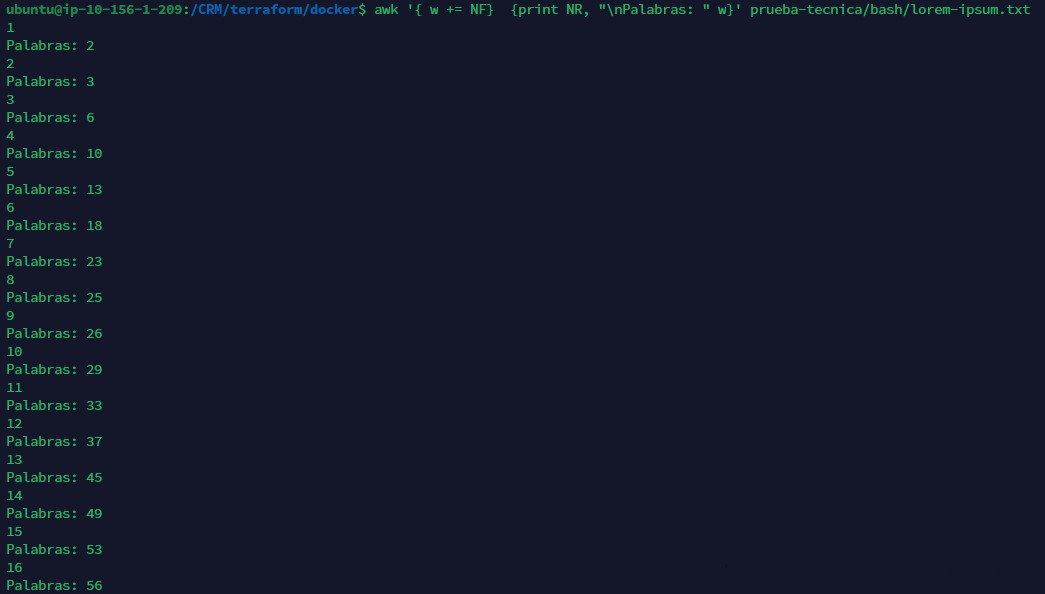 ubuntu@ip-10-156-1-209:/CRM/terraform/docker$ awk '{ w += NF}  {print NR, "\nPalabras: " w}' prueba-tecnica/bash/lorem-ipsum.txt
1
Palabras: 2
2
Palabras: 3
3
Palabras: 6
4
Palabras: 10
5
Palabras: 13
6
Palabras: 18
7
Palabras: 23
8
Palabras: 25
9
Palabras: 26
10
Palabras: 29
11
Palabras: 33
12
Palabras: 37
13
Palabras: 45
14
Palabras: 49
15
Palabras: 53
16
Palabras: 56